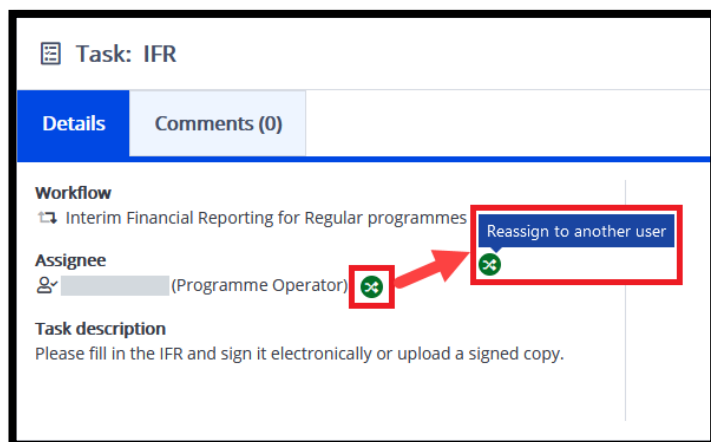 Task: IFR
Details
Comments (0)
Workflow
Interim Financial Reporting for Regular programmes
Reassign to another user
Assignee
(Programme Operator)
Task description
Please fill in the IFR and sign it electronically or upload a signed copy.